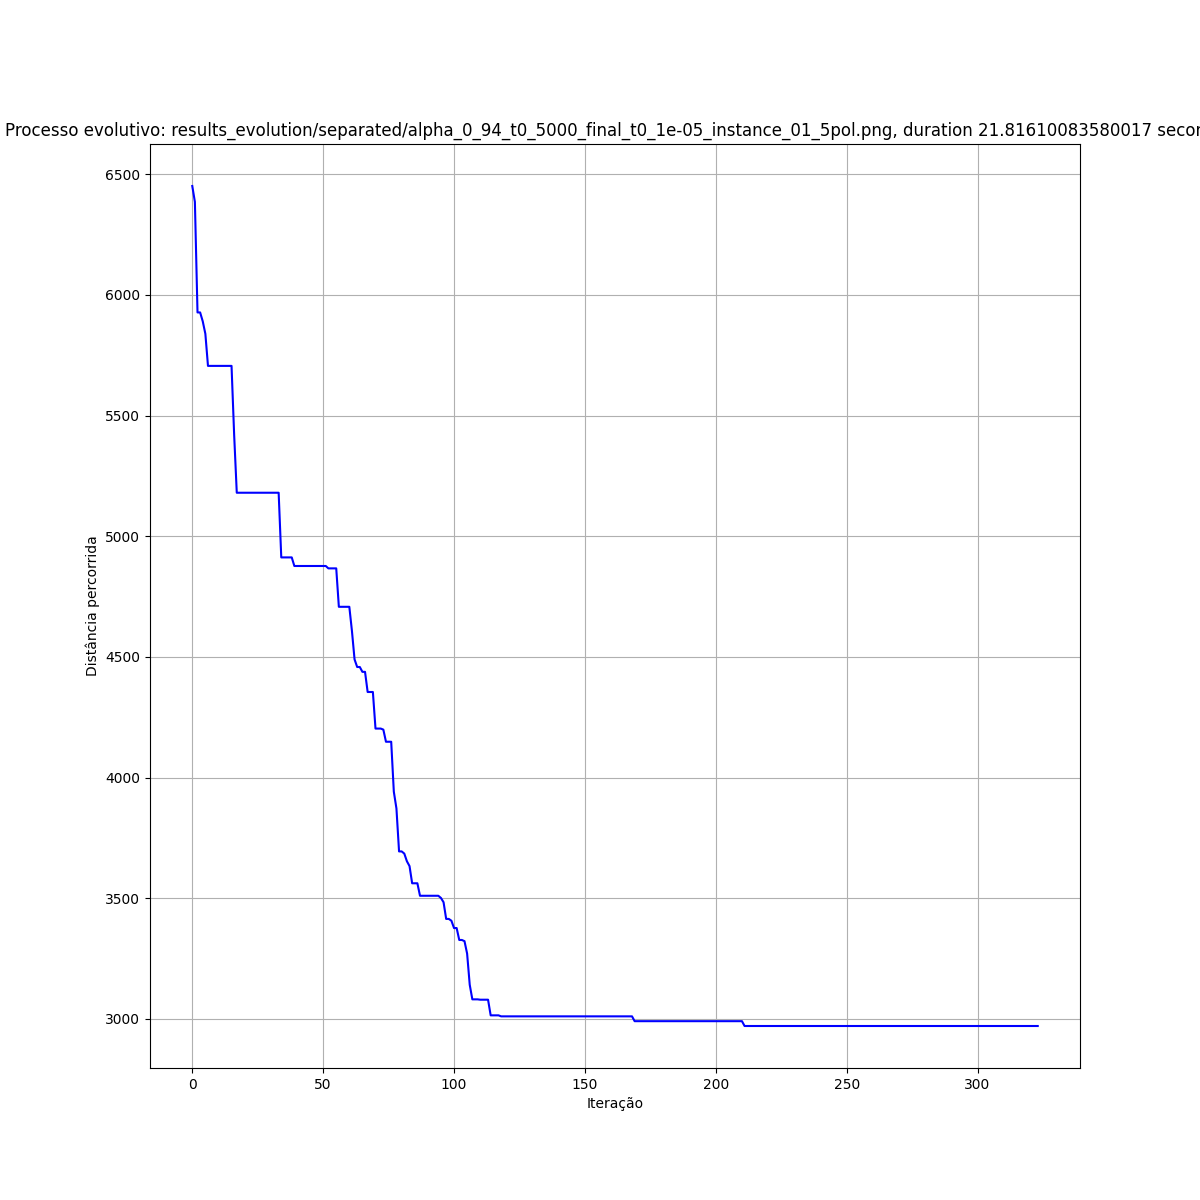 Processo evolutivo: results_evolution/separated/alpha_0_94_t0_5000_final_t0_1e-05_instance_01_5pol.png, duration 21.81610083580017 secor
6500
6000
5500
5000
4500
4000
3500
3000
Distância percorrida
0 50 100 150 200 250 300
Iteração